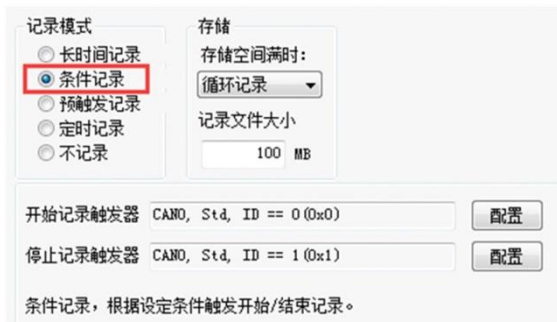 记录模式
长时间记录
条件记录
预触发记录
定时记录
不记录
存储
存储空间满时:
循环记录
记录文件大小
100 MB
开始记录触发器 CAN0, Std, ID == 0(0x0) 配置
停止记录触发器 CAN0, Std, ID == 1(0x1) 配置
条件记录，根据设定条件触发开始/结束记录。